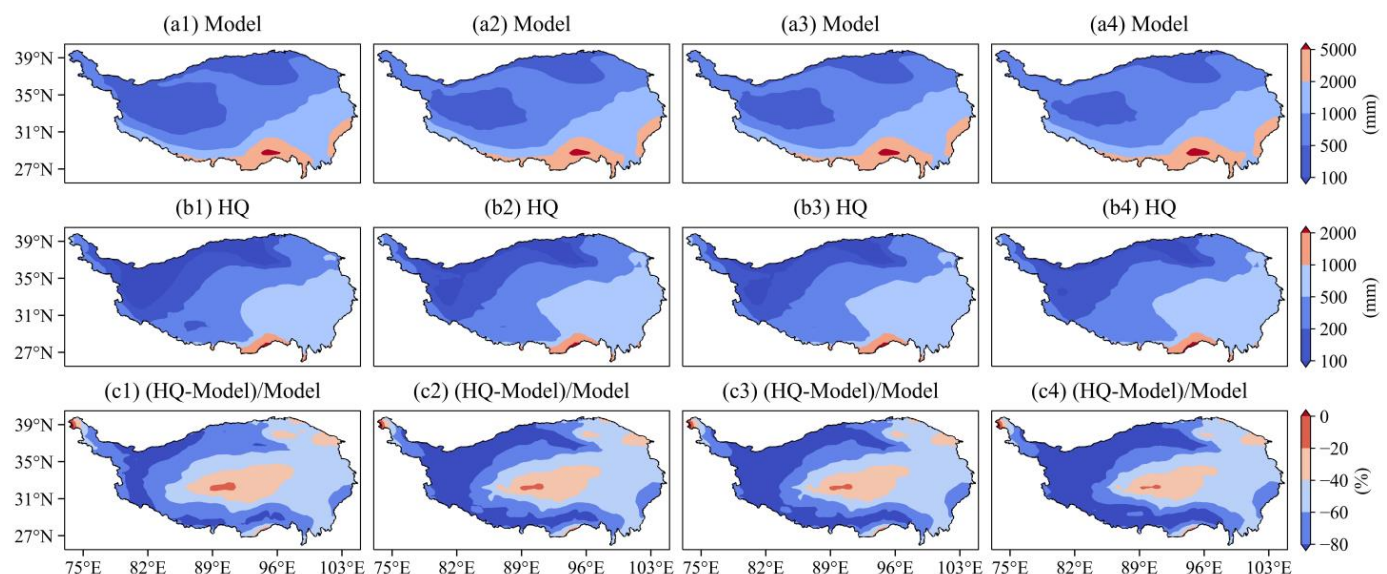 (a1) Model (a2) Model (a3) Model (a4) Model
39°N
35°N
31°N
27°N
5000
2000
1000
500
100
(mm)
(b1) HQ (b2) HQ (b3) HQ (b4) HQ
39°N
35°N
31°N
27°N
2000
1000
500
200
100
(mm)
(c1) (HQ-Model)/Model (c2) (HQ-Model)/Model (c3) (HQ-Model)/Model (c4) (HQ-Model)/Model
39°N
35°N
31°N
27°N
0
−20
−40
−60
−80
(%)
75°E 82°E 89°E 96°E 103°E 75°E 82°E 89°E 96°E 103°E 75°E 82°E 89°E 96°E 103°E 75°E 82°E 89°E 96°E 103°E